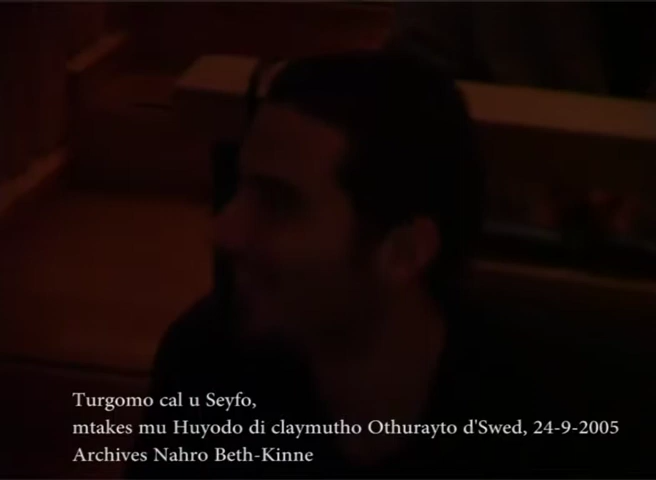 Turgomo cal u Seyfo,
mtakes mu Huyodo di claymutho Othurayto d'Swed, 24-9-2005
Archives Nahro Beth-Kinne